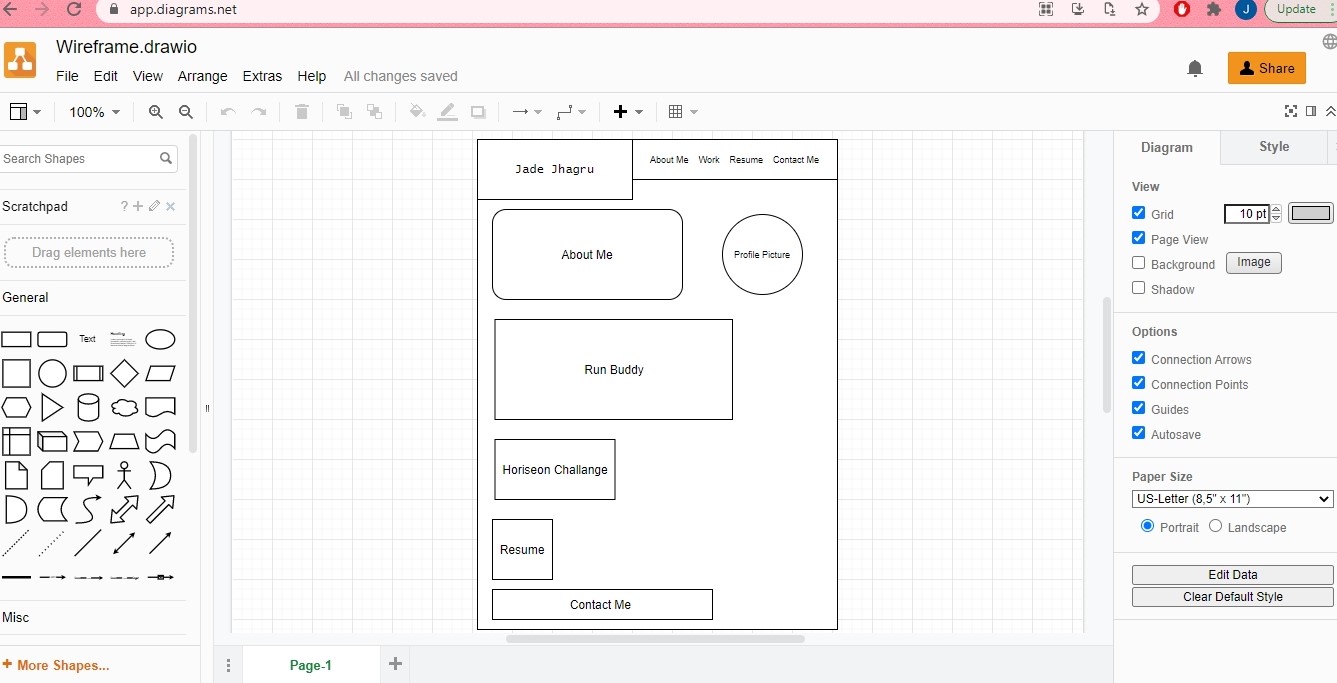 app.diagrams.net
J
Update
Wireframe.drawio
File Edit View Arrange Extras Help All changes saved
Share
100%
Search Shapes
Scratchpad
?
Drag elements here
General
Text
Heading
Misc
+ More Shapes...
Jade Jhagru
About Me Work Resume Contact Me
About Me
Profile Picture
Run Buddy
Horiseon Challange
Resume
Contact Me
Page-1
Diagram Style
View
Grid 10 pt
Page View
Background Image
Shadow
Options
Connection Arrows
Connection Points
Guides
Autosave
Paper Size
US-Letter (8,5" x 11")
Portrait Landscape
Edit Data
Clear Default Style